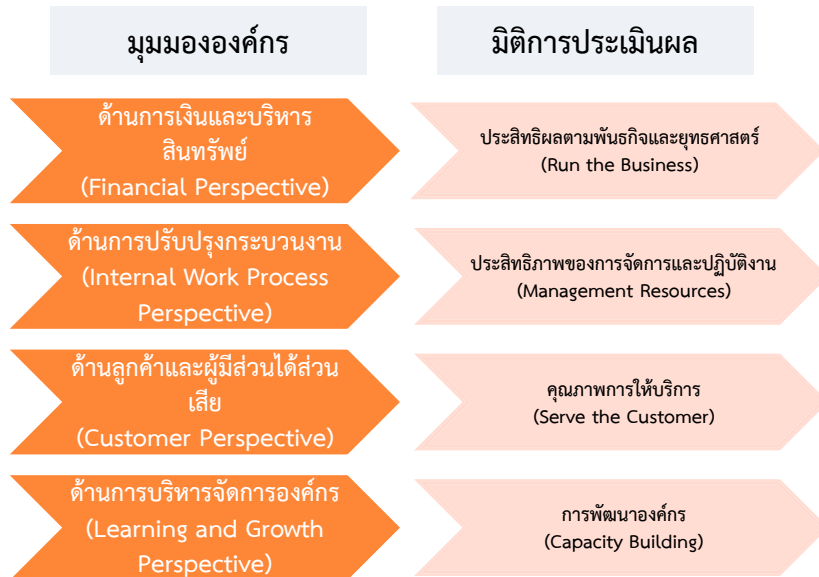 มุมมององค์กร
มิติการประเมินผล
ด้านการเงินและบริหาร
สินทรัพย์
(Financial Perspective)
ประสิทธิผลตามพันธกิจและยุทธศาสตร์
(Run the Business)
ด้านการปรับปรุงกระบวนงาน
(Internal Work Process
Perspective)
ประสิทธิภาพของการจัดการและปฏิบัติงาน
(Management Resources)
ด้านลูกค้าและผู้มีส่วนได้ส่วน
เสีย
(Customer Perspective)
คุณภาพการให้บริการ
(Serve the Customer)
ด้านการบริหารจัดการองค์กร
(Learning and Growth
Perspective)
การพัฒนาองค์กร
(Capacity Building)